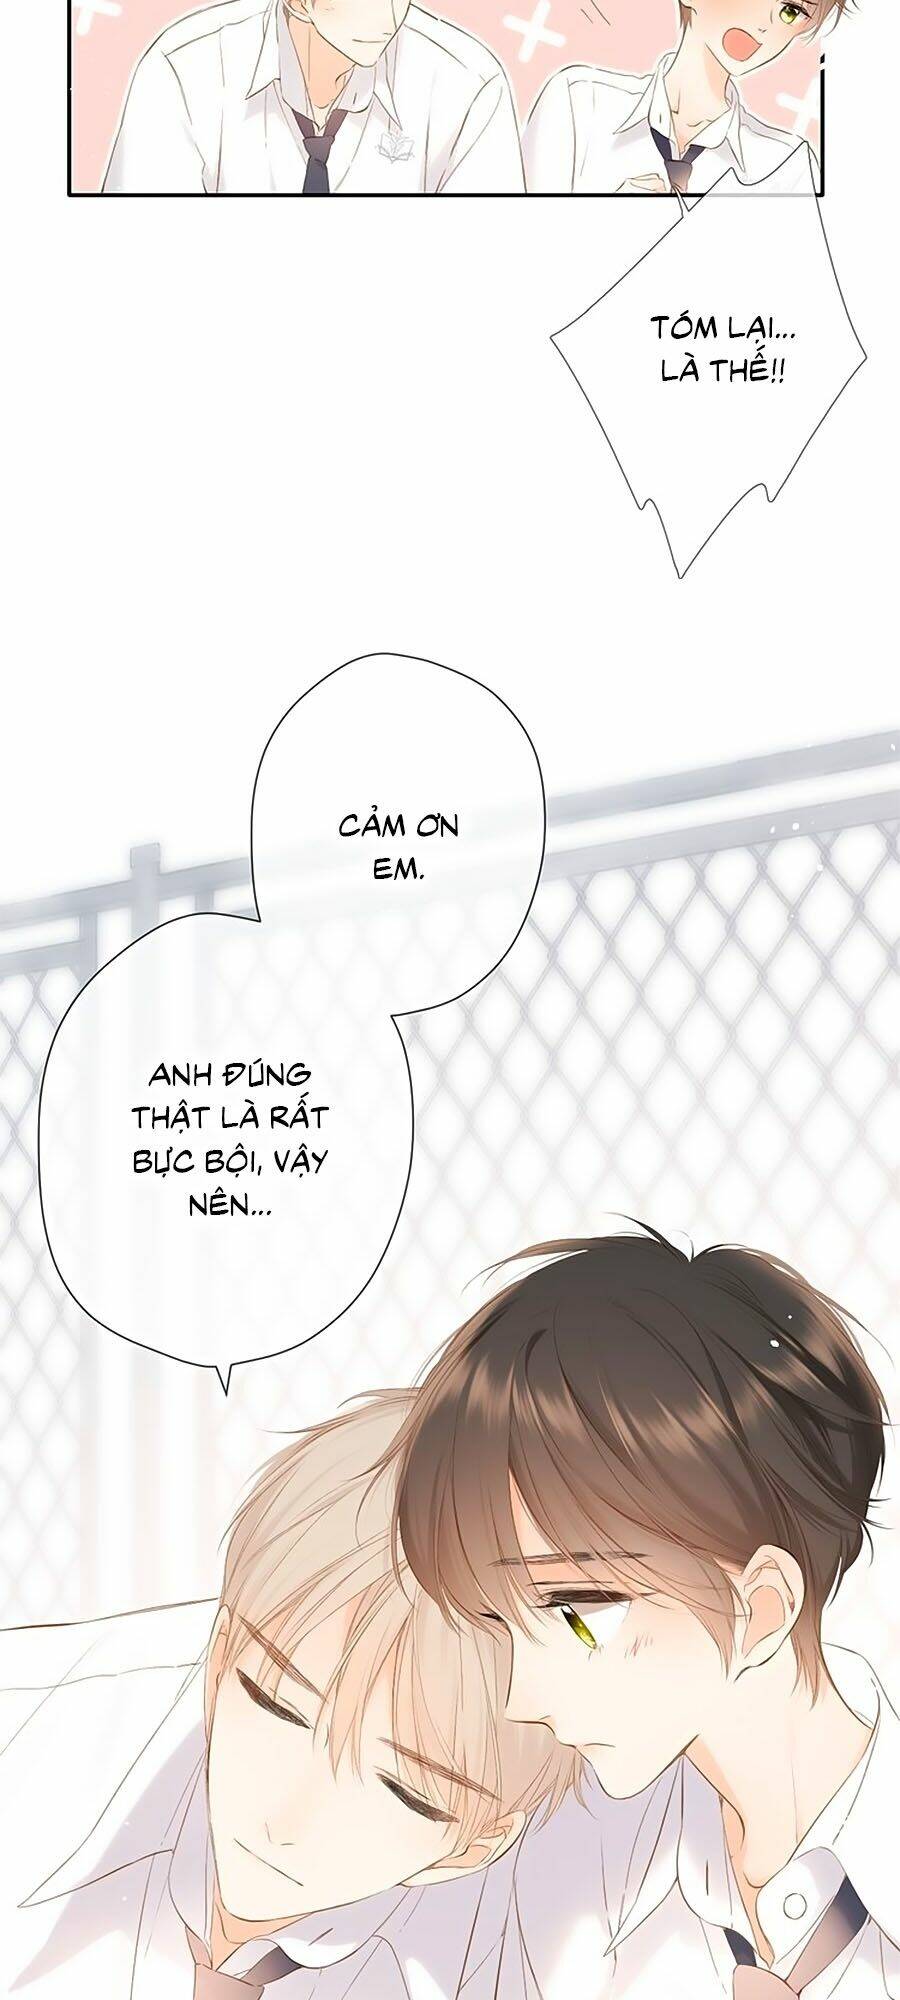 TÓM LẠI...
LÀ THẾ!!
CẢM ƠN
EM.
ANH ĐÚNG
THẬT LÀ RẤT
BỰC BỘI, VẬY
NÊN...